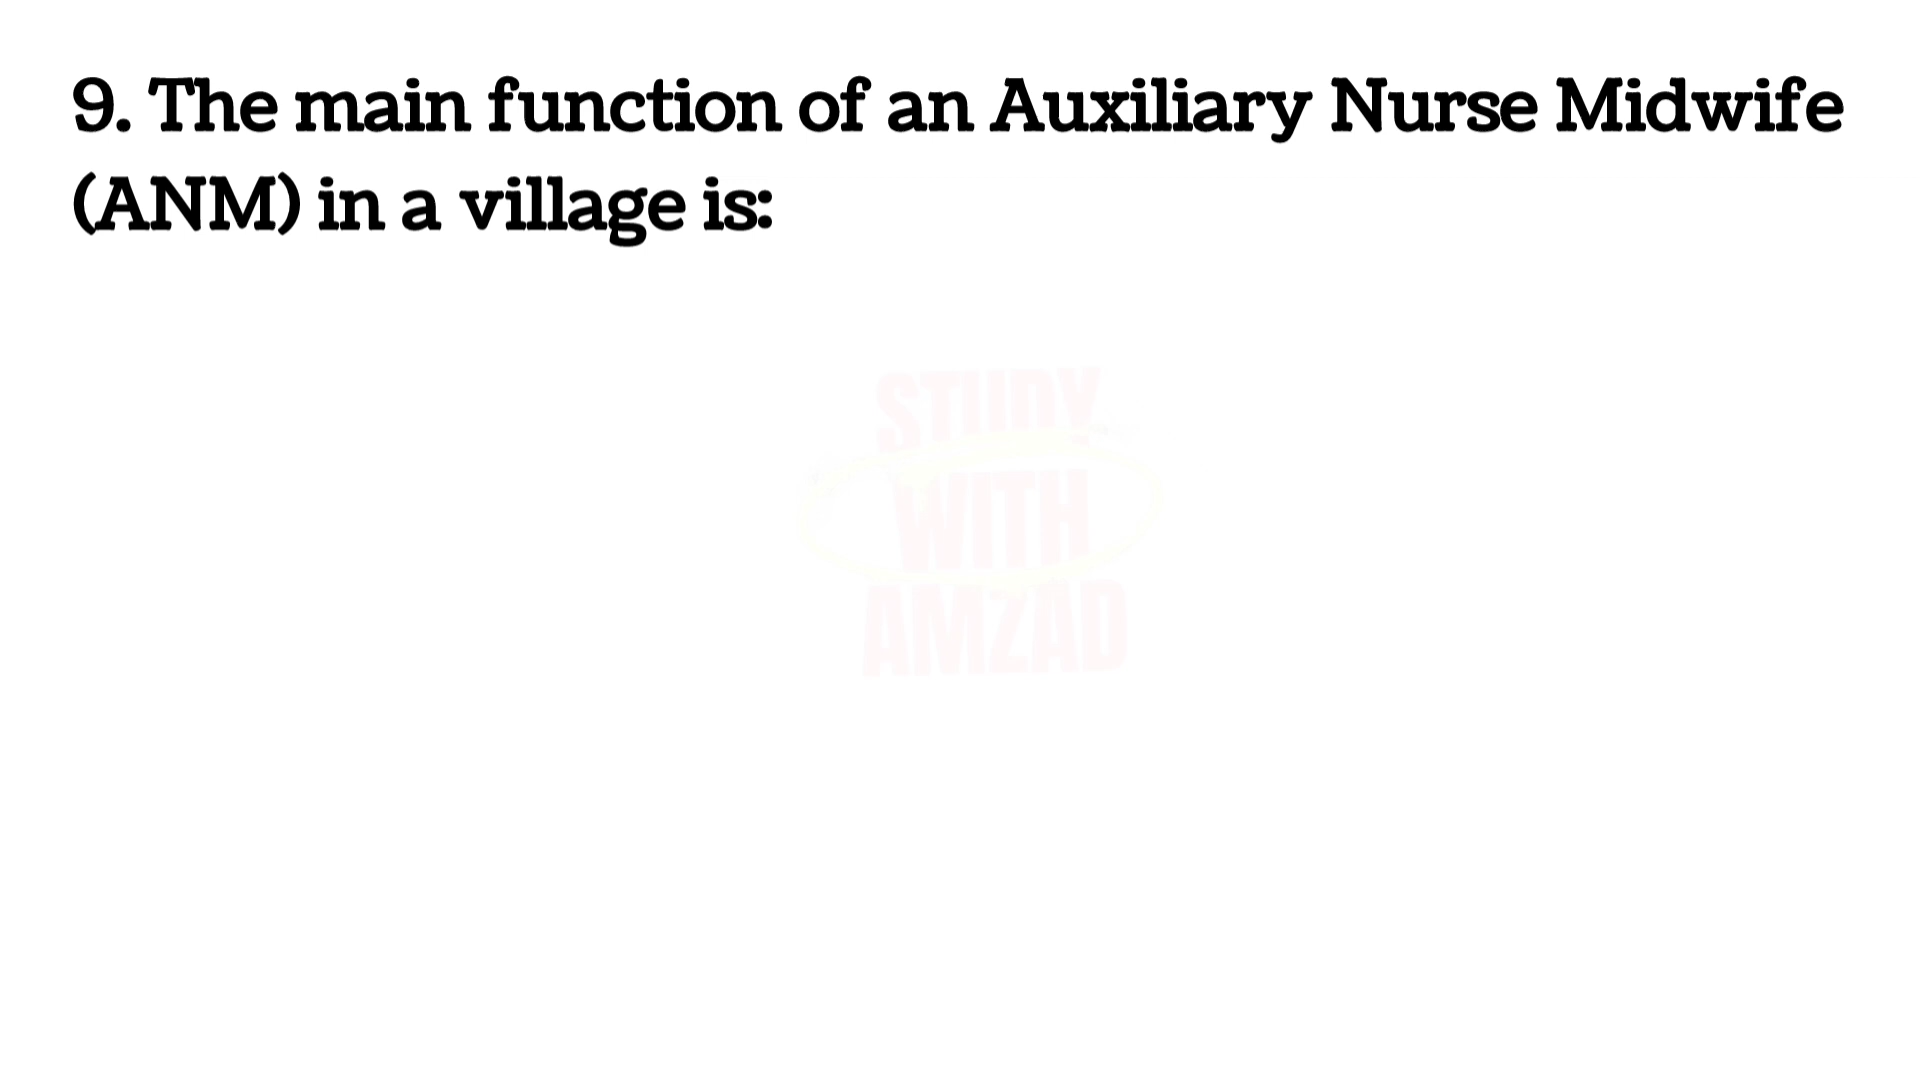 9. The main function of an Auxiliary Nurse Midwife
(ANM) in a village is:
STUDY
WITH
AMZAD